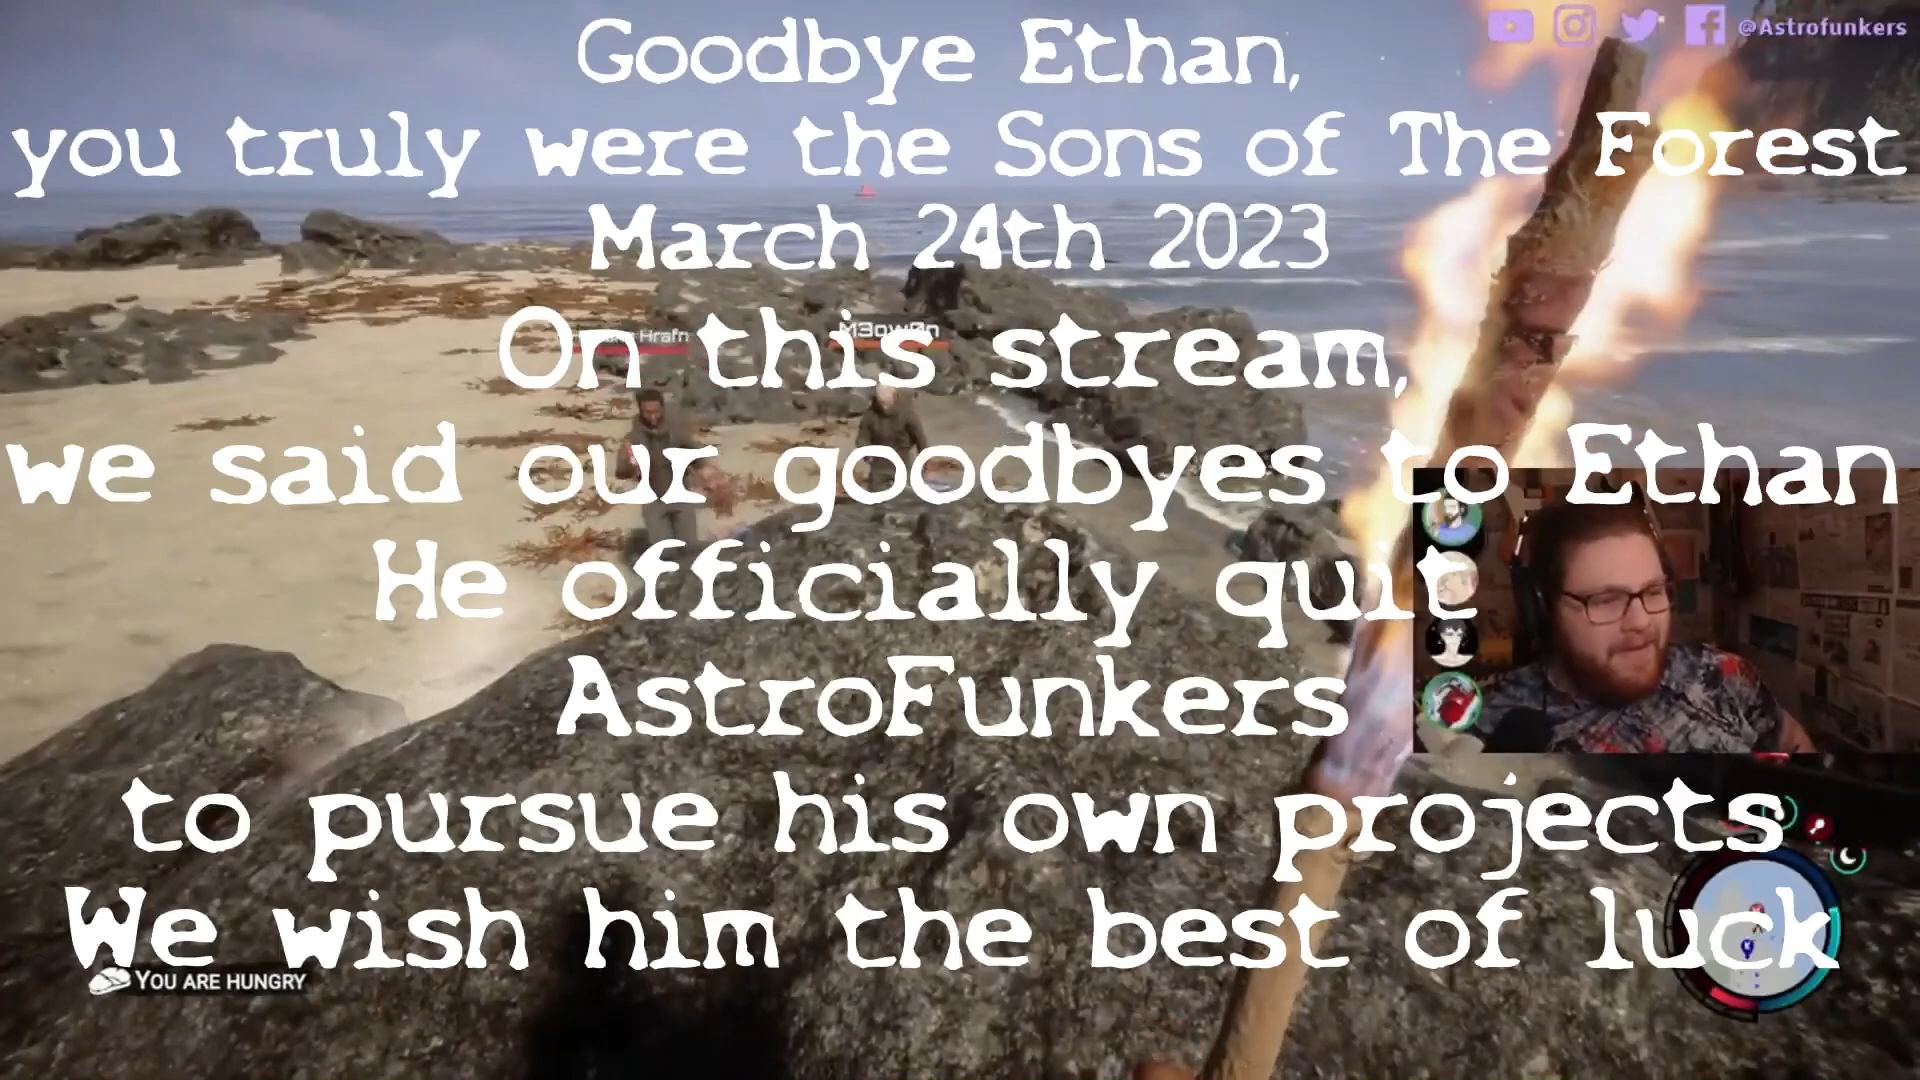 @Astrofunkers
Goodbye Ethan,
you truly were the Sons of The Forest
March 24th 2023
Hrafn
M3ow0n
On this stream,
we said our goodbyes to Ethan
He officially quit
AstroFunkers
to pursue his own projects
We wish him the best of luck
YOU ARE HUNGRY